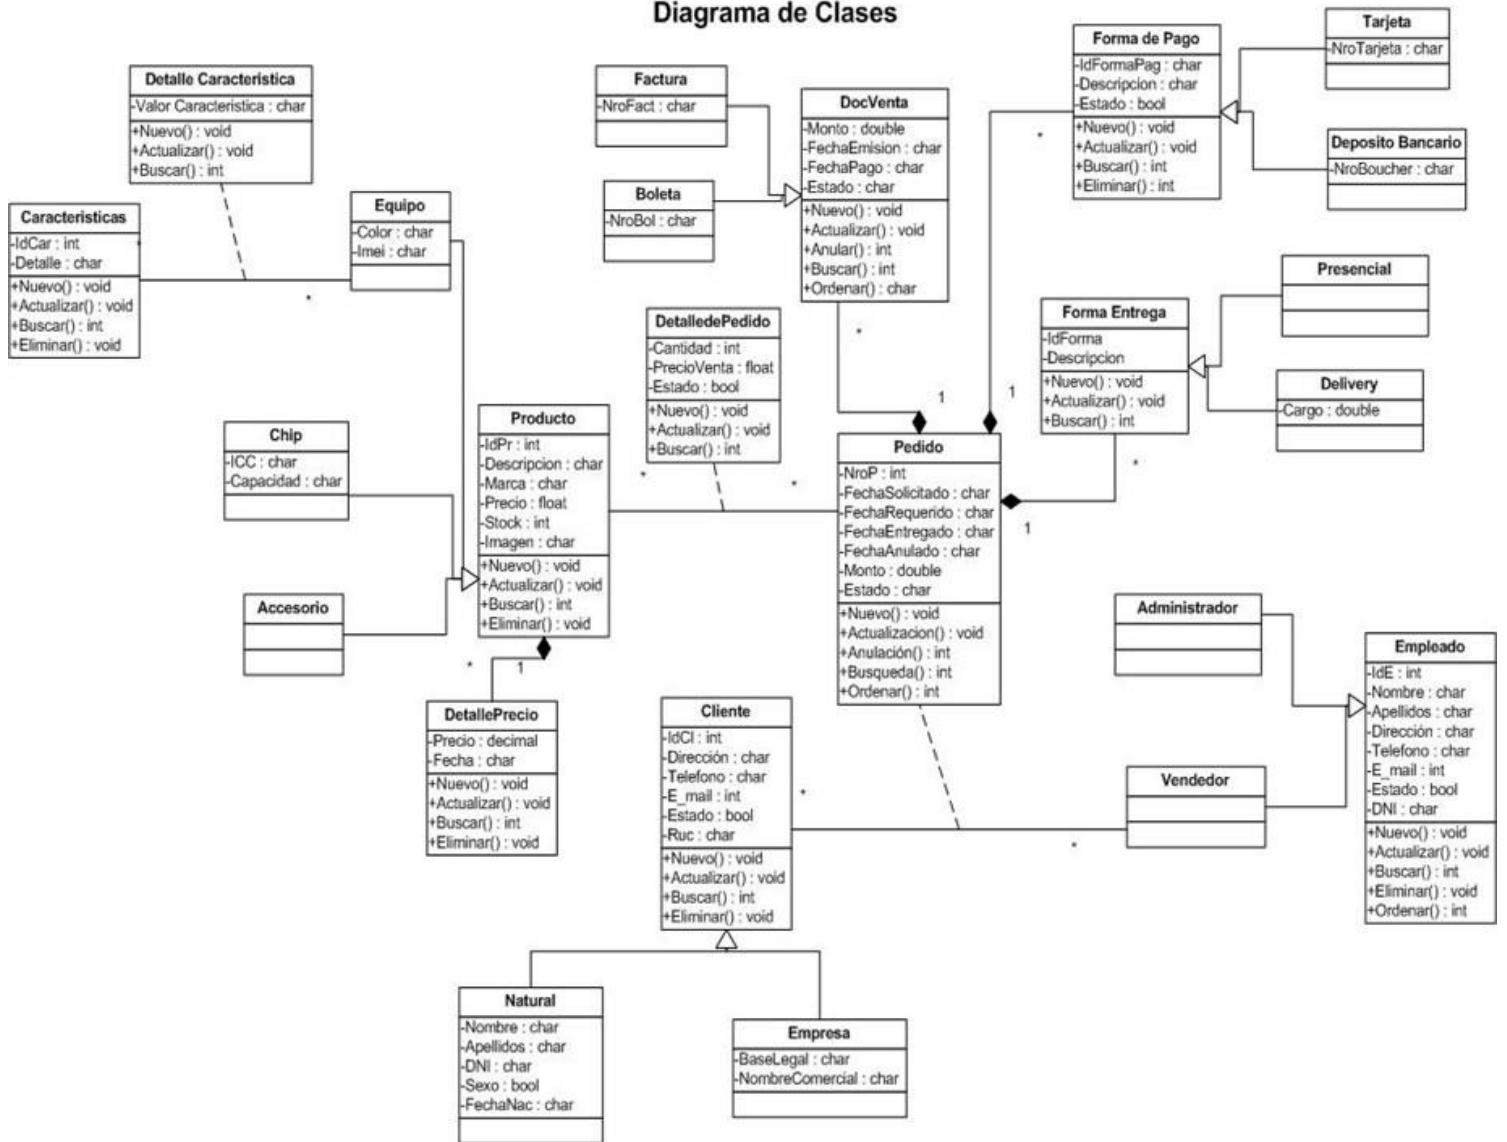 Diagrama de Clases
Detalle Caracteristica
-Valor Caracteristica : char
+Nuevo() : void
+Actualizar() : void
+Buscar() : int
Factura
-NroFact : char
DocVenta
-Monto : double
-FechaEmision : char
-FechaPago : char
-Estado : char
+Nuevo() : void
+Actualizar() : void
+Anular() : int
+Buscar() : int
+Ordenar() : char
Forma de Pago
-IdFormaPag : char
-Descripcion : char
-Estado : bool
+Nuevo() : void
+Actualizar() : void
+Buscar() : int
+Eliminar() : int
Tarjeta
-NroTarjeta : char
Deposito Bancario
-NroBoucher : char
Boleta
-NroBol : char
Caracteristicas
-IdCar : int
-Detalle : char
+Nuevo() : void
+Actualizar() : void
+Buscar() : int
+Eliminar() : void
*
*
Equipo
-Color : char
-Imei : char
*
Presencial
Forma Entrega
-IdForma
-Descripcion
+Nuevo() : void
+Actualizar() : void
+Buscar() : int
Delivery
-Cargo : double
DetalledePedido
-Cantidad : int
-PrecioVenta : float
-Estado : bool
+Nuevo() : void
+Actualizar() : void
+Buscar() : int
*
1
1
*
1
Chip
-ICC : char
-Capacidad : char
Producto
-IdPr : int
-Descripcion : char
-Marca : char
-Precio : float
-Stock : int
-Imagen : char
+Nuevo() : void
+Actualizar() : void
+Buscar() : int
+Eliminar() : void
*
*
Pedido
-NroP : int
-FechaSolicitado : char
-FechaRequerido : char
-FechaEntregado : char
-FechaAnulado : char
-Monto : double
-Estado : char
+Nuevo() : void
+Actualizacion() : void
+Anulación() : int
+Busqueda() : int
+Ordenar() : int
Accesorio
*
1
DetallePrecio
-Precio : decimal
-Fecha : char
+Nuevo() : void
+Actualizar() : void
+Buscar() : int
+Eliminar() : void
Cliente
-IdCl : int
-Dirección : char
-Telefono : char
-E_mail : int
-Estado : bool
-Ruc : char
+Nuevo() : void
+Actualizar() : void
+Buscar() : int
+Eliminar() : void
*
*
Administrador
Vendedor
Empleado
-IdE : int
-Nombre : char
-Apellidos : char
-Dirección : char
-Telefono : char
-E_mail : int
-Estado : bool
-DNI : char
+Nuevo() : void
+Actualizar() : void
+Buscar() : int
+Eliminar() : void
+Ordenar() : int
Natural
-Nombre : char
-Apellidos : char
-DNI : char
-Sexo : bool
-FechaNac : char
Empresa
-BaseLegal : char
-NombreComercial : char